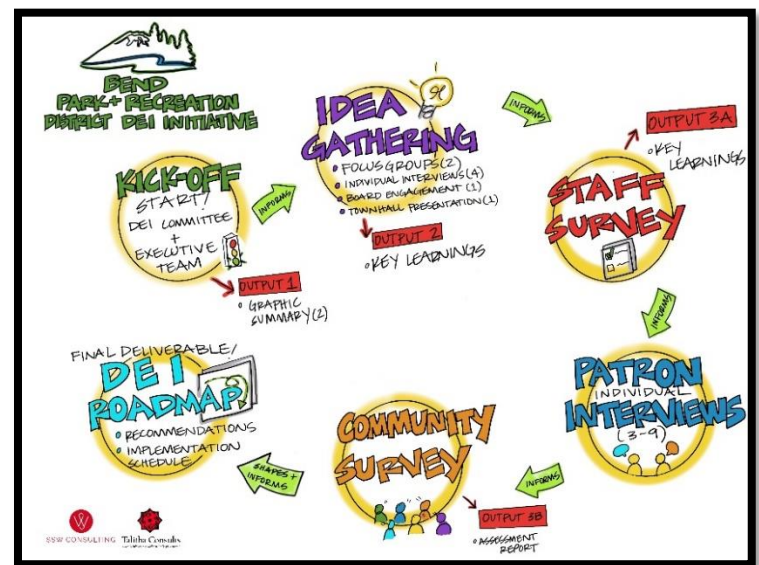 BEND
PARK + RECREATION
DISTRICT DEI INITIATIVE
KICK-OFF
START/
DEI COMMITTEE
+
EXECUTIVE
TEAM
OUTPUT 1
• GRAPHIC
SUMMARY (2)
INFORMS
IDEA
GATHERING
• FOCUS GROUPS (2)
• INDIVIDUAL INTERVIEWS (4)
• BOARD ENGAGEMENT (1)
• TOWNHALL PRESENTATION (1)
OUTPUT 2
• KEY LEARNINGS
INFORMS
STAFF
SURVEY
OUTPUT 3A
• KEY
LEARNINGS
INFORMS
PATRON
INDIVIDUAL
INTERVIEWS
(3-9)
INFORMS
COMMUNITY
SURVEY
OUTPUT 3B
• ASSESSMENT
REPORT
SHAPES +
INFORMS
FINAL DELIVERABLE/
DEI
ROADMAP
• RECOMMENDATIONS
• IMPLEMENTATION
SCHEDULE
W
SSW CONSULTING
Talitha Consults